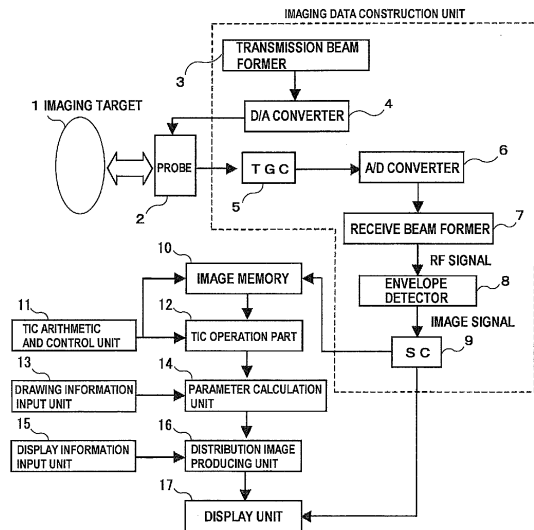 IMAGING DATA CONSTRUCTION UNIT
TRANSMISSION BEAM
FORMER
3
D/A CONVERTER
4
1 IMAGING TARGET
PROBE
2
TGC
5
A/D CONVERTER
6
RECEIVE BEAM FORMER
7
RF SIGNAL
ENVELOPE
DETECTOR
8
IMAGE SIGNAL
SC
9
10
IMAGE MEMORY
11
TIC ARITHMETIC
AND CONTROL UNIT
12
TIC OPERATION PART
13
DRAWING INFORMATION
INPUT UNIT
14
PARAMETER CALCULATION
UNIT
15
DISPLAY INFORMATION
INPUT UNIT
16
DISTRIBUTION IMAGE
PRODUCING UNIT
17
DISPLAY UNIT